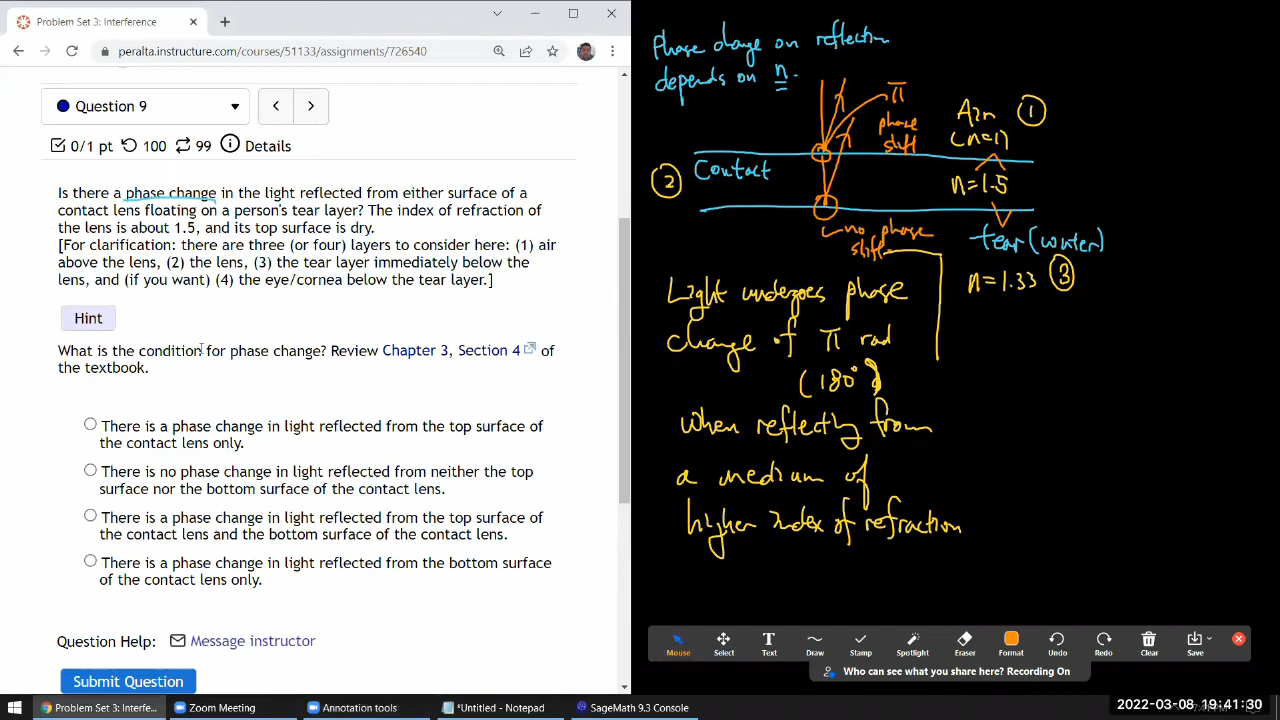 Problem Set 3: Interference
peralta.instructure.com/courses/51133/assignments/726540
Question 9
0/1 pt 100 99 Details
Is there a phase change in the light reflected from either surface of a
contact lens floating on a person's tear layer? The index of refraction of
the lens is about 1.5, and its top surface is dry.
[For clarification: there are three (or four) layers to consider here: (1) air
above the lens, (2) the lens, (3) the tear layer immediately below the
lens, and (if you want) (4) the eye/cornea below the tear layer.]
Hint
What is the condition for phase change? Review Chapter 3, Section 4 of
the textbook.
There is a phase change in light reflected from the top surface of
the contact lens only.
There is no phase change in light reflected from neither the top
surface nor the bottom surface of the contact lens.
There is a phase change in light reflected from the top surface of
the contact lens and the bottom surface of the contact lens.
There is a phase change in light reflected from the bottom surface
of the contact lens only.
Question Help: Message instructor
Submit Question
Phase change on reflection
depends on n.
π
phase
shift
Air 1
(n=1)
2 Contact
n=1.5
no phase
shift
tear (water)
n=1.33 3
Light undergoes phase
change of π rad
(180°)
when reflecting from
a medium of
higher index of refraction
Mouse Select Text Draw Stamp Spotlight Eraser Format Undo Redo Clear Save
Who can see what you share here? Recording On
Problem Set 3: Interfe... Zoom Meeting Annotation tools *Untitled - Notepad SageMath 9.3 Console
2022-03-08 19:41:30